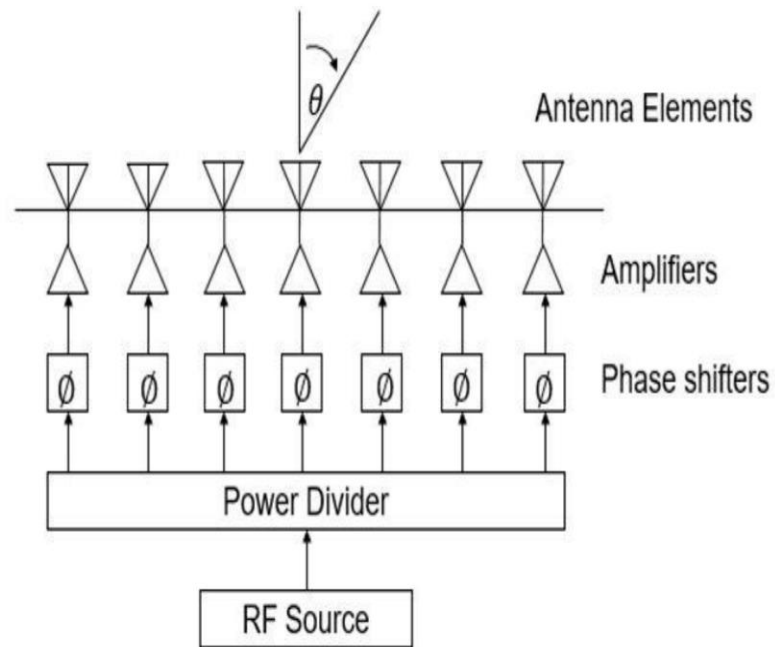 θ
Antenna Elements
Amplifiers
∅ ∅ ∅ ∅ ∅ ∅ ∅
Phase shifters
Power Divider
RF Source